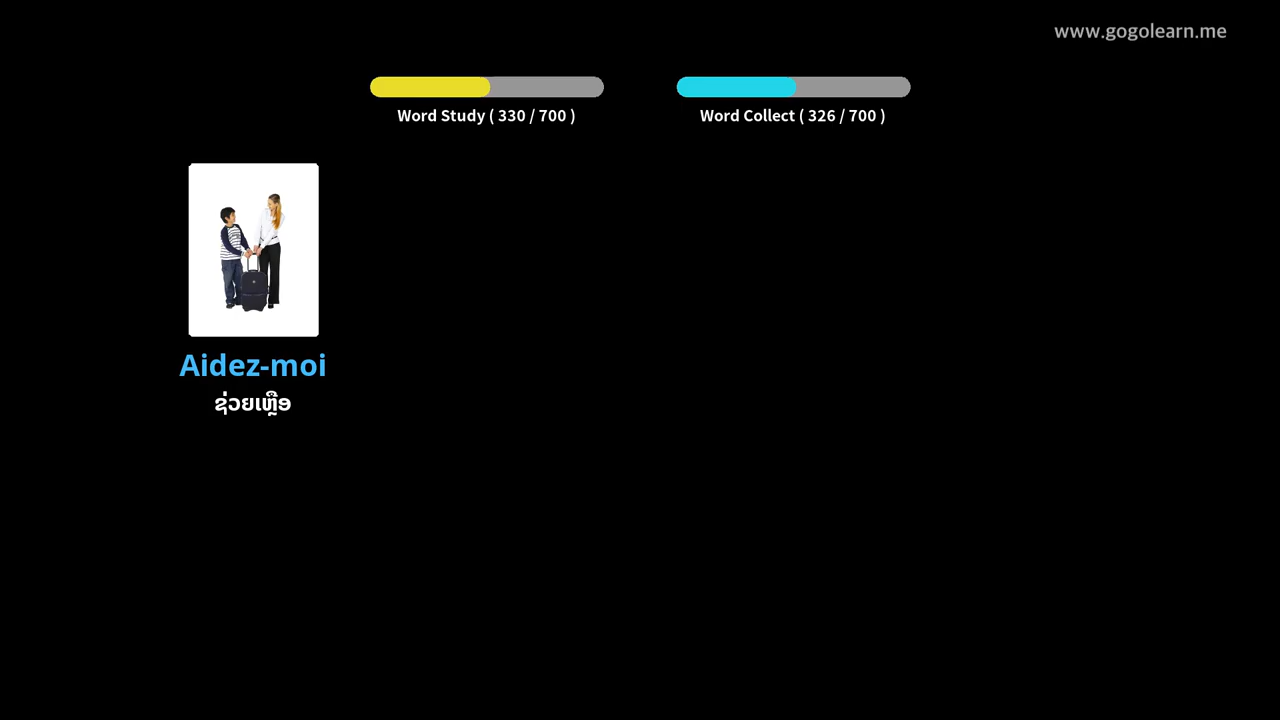 www.gogolearn.me
Word Study ( 330 / 700 )
Word Collect ( 326 / 700 )
Aidez-moi
ຊ່ວຍເຫຼືອ